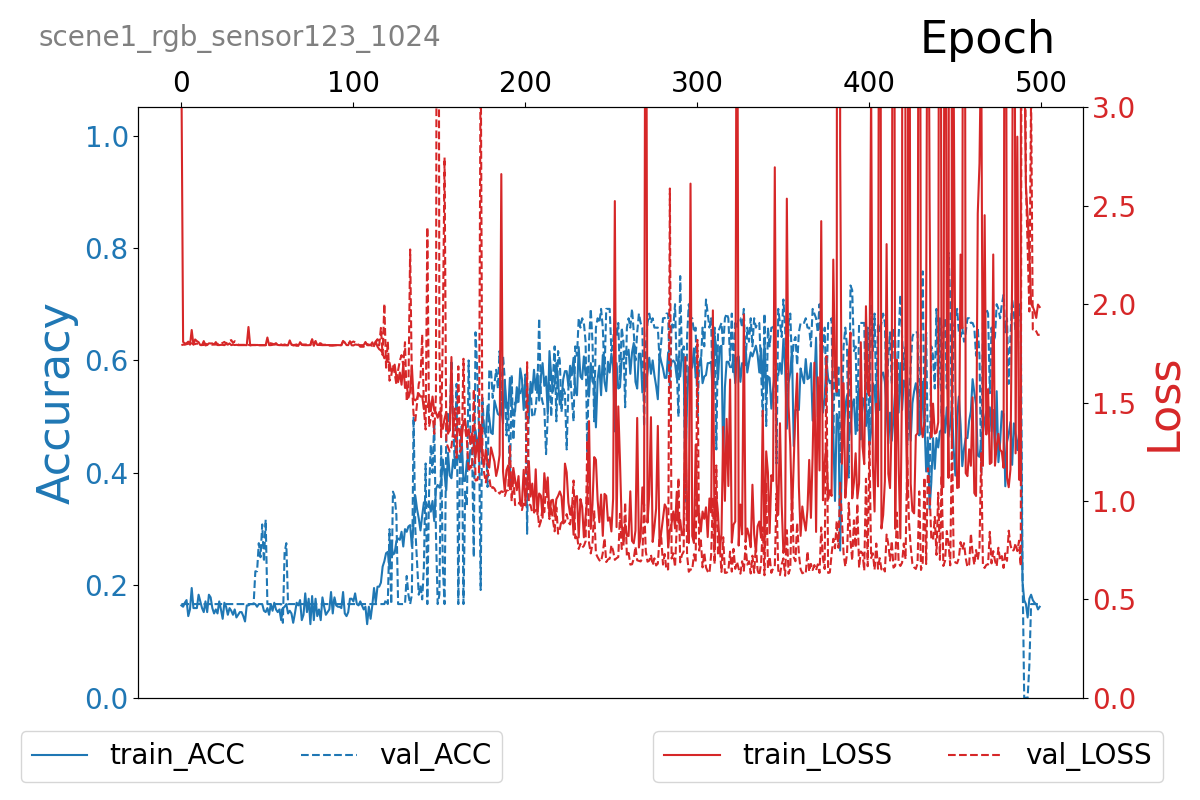 scene1_rgb_sensor123_1024
Epoch
0 100 200 300 400 500
1.0
0.8
0.6
0.4
0.2
0.0
Accuracy
3.0
2.5
2.0
1.5
1.0
0.5
0.0
Loss
train_ACC val_ACC
train_LOSS val_LOSS